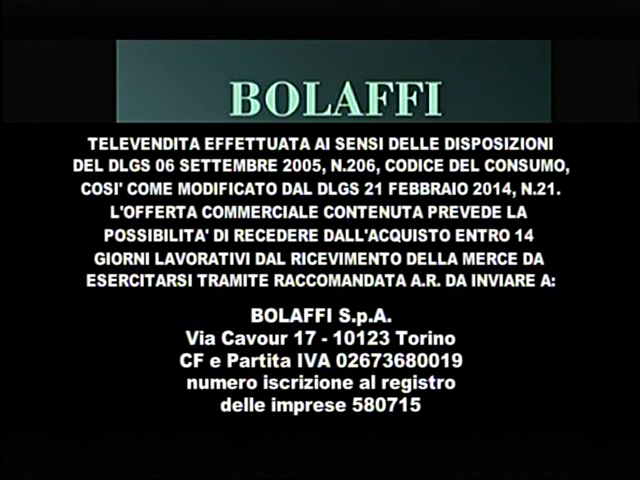 BOLAFFI
TELEVENDITA EFFETTUATA AI SENSI DELLE DISPOSIZIONI
DEL DLGS 06 SETTEMBRE 2005, N.206, CODICE DEL CONSUMO,
COSI' COME MODIFICATO DAL DLGS 21 FEBBRAIO 2014, N.21.
L'OFFERTA COMMERCIALE CONTENUTA PREVEDE LA
POSSIBILITA' DI RECEDERE DALL'ACQUISTO ENTRO 14
GIORNI LAVORATIVI DAL RICEVIMENTO DELLA MERCE DA
ESERCITARSI TRAMITE RACCOMANDATA A.R. DA INVIARE A:
BOLAFFI S.p.A.
Via Cavour 17 - 10123 Torino
CF e Partita IVA 02673680019
numero iscrizione al registro
delle imprese 580715